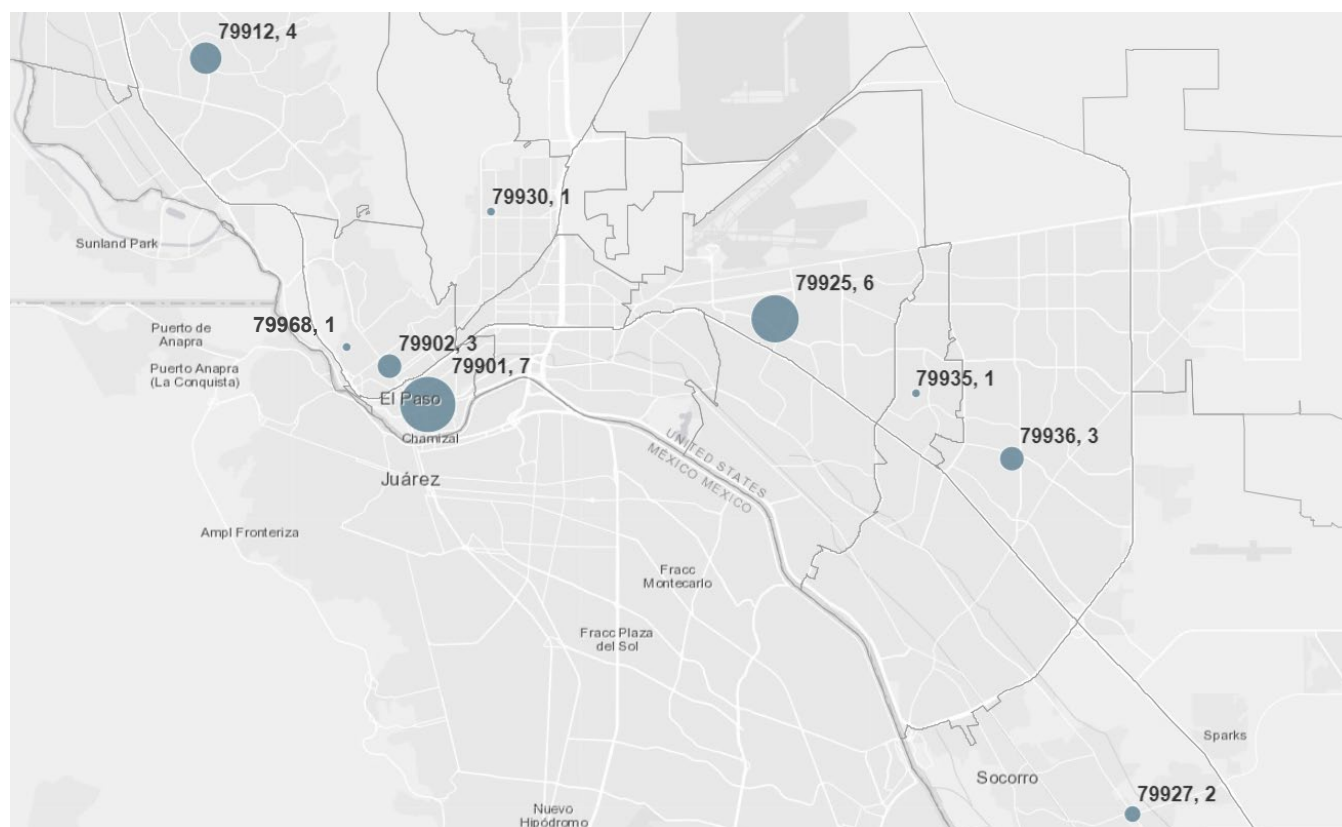 79912, 4
79930, 1
Sunland Park
79925, 6
Puerto de
Anapra
79968, 1
79902, 3
Puerto Anapra
(La Conquista)
79901, 7
79935, 1
El Paso
Chamizal
79936, 3
UNITED STATES
MÉXICO MEXICO
Juárez
Ampl Fronteriza
Fracc
Montecarlo
Fracc Plaza
del Sol
Sparks
Socorro
79927, 2
Nuevo
Hipódromo